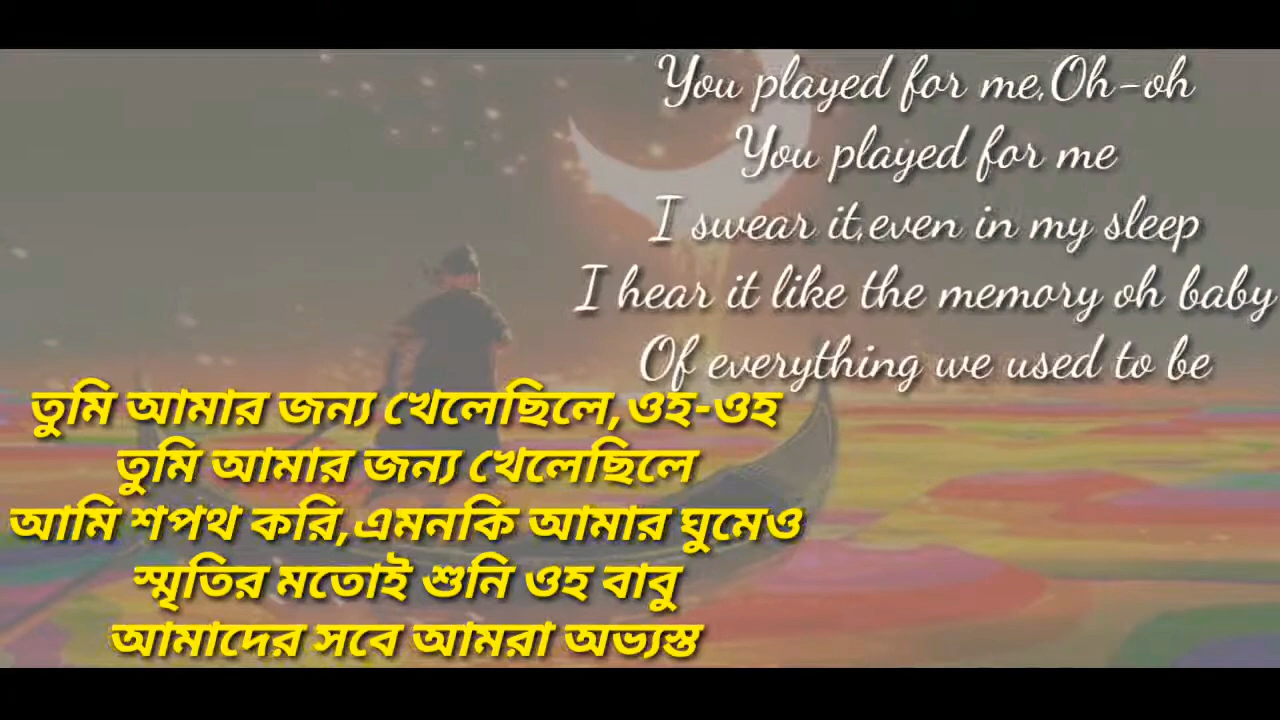 You played for me,Oh-oh
You played for me
I swear it,even in my sleep
I hear it like the memory oh baby
Of everything we used to be
তুমি আমার জন্য খেলেছিলে,ওহ-ওহ
তুমি আমার জন্য খেলেছিলে
আমি শপথ করি,এমনকি আমার ঘুমেও
স্মৃতির মতোই শুনি ওহ বাবু
আমাদের সবে আমরা অভ্যস্ত